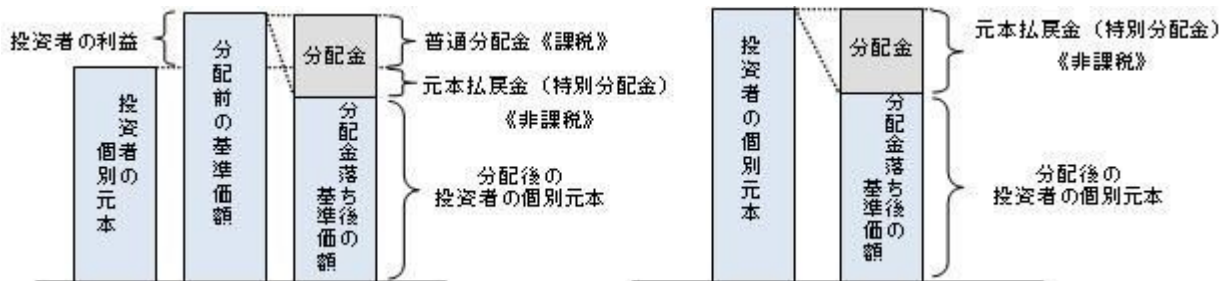 投資者の利益
投資者の
個別元本
分配前の基準価額
分配金
分配金落ち後の
基準価額
普通分配金《課税》
元本払戻金（特別分配金）
《非課税》
分配後の
投資者の個別元本
投資者の個別元本
分配金
分配金落ち後の
基準価額
元本払戻金（特別分配金）
《非課税》
分配後の
投資者の個別元本